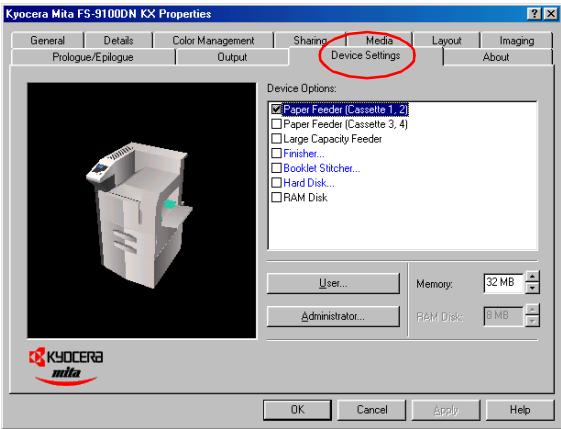 Kyocera Mita FS-9100DN KX Properties
General Details Color Management Sharing Media Layout Imaging
Prologue/Epilogue Output Device Settings About
Device Options:
Paper Feeder (Cassette 1, 2)
Paper Feeder (Cassette 3, 4)
Large Capacity Feeder
Finisher...
Booklet Stitcher...
Hard Disk...
RAM Disk
User... Memory: 32 MB
Administrator... RAM Disk: 8 MB
KYOCERA
mita
OK Cancel Apply Help